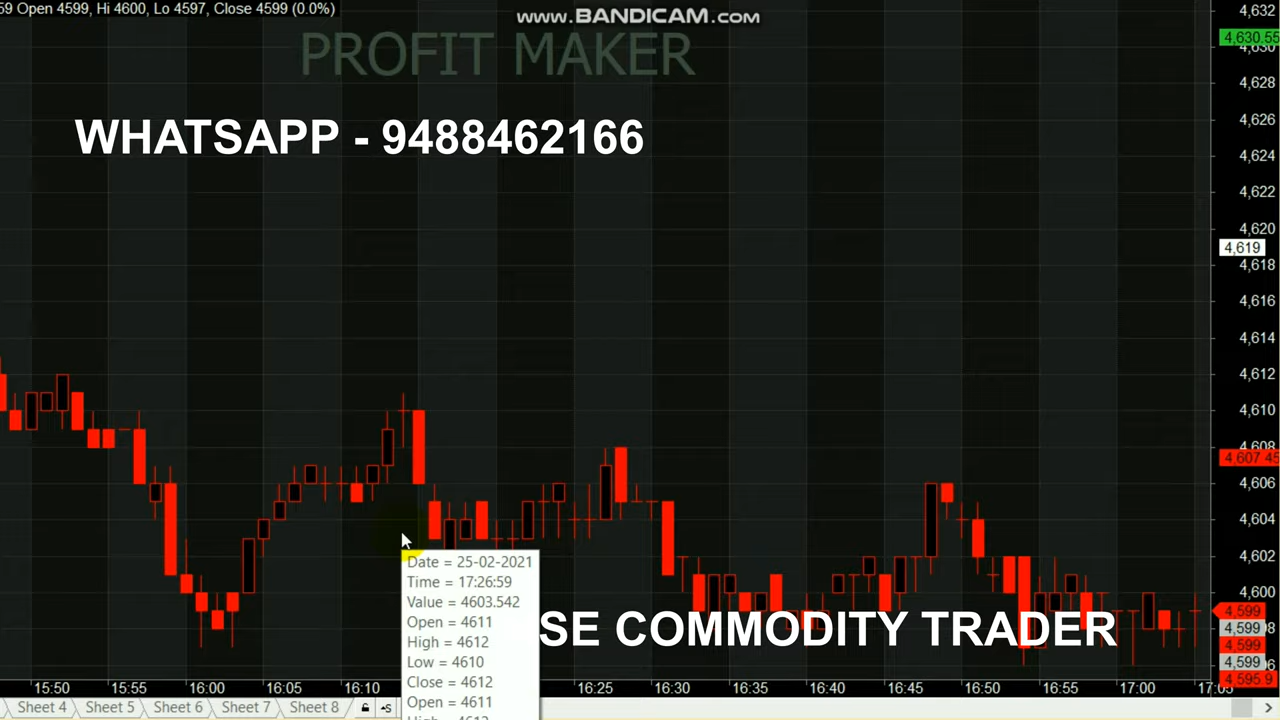 59 Open 4599, Hi 4600, Lo 4597, Close 4599 (0.0%)
www.BANDICAM.com
PROFIT MAKER
WHATSAPP - 9488462166
4,632
4,630.55
4,630
4,628
4,626
4,624
4,622
4,620
4,619
4,618
4,616
4,614
4,612
4,610
4,608
4,607.45
4,606
4,604
4,602
4,600
4,599
4,599
4,599
4,599
4,595.9
Date = 25-02-2021
Time = 17:26:59
Value = 4603.542
Open = 4611
High = 4612
Low = 4610
Close = 4612
Open = 4611
SE COMMODITY TRADER
15:50 15:55 16:00 16:05 16:10 16:25 16:30 16:35 16:40 16:45 16:50 16:55 17:00 17:05
Sheet 4 Sheet 5 Sheet 6 Sheet 7 Sheet 8